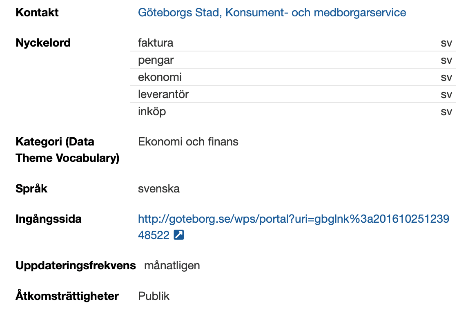 Kontakt Göteborgs Stad, Konsument- och medborgarservice
Nyckelord faktura sv
pengar sv
ekonomi sv
leverantör sv
inköp sv
Kategori (Data Ekonomi och finans
Theme Vocabulary)
Språk svenska
Ingångssida http://goteborg.se/wps/portal?uri=gbglnk%3a201610251239
48522
Uppdateringsfrekvens månatligen
Åtkomsträttigheter Publik